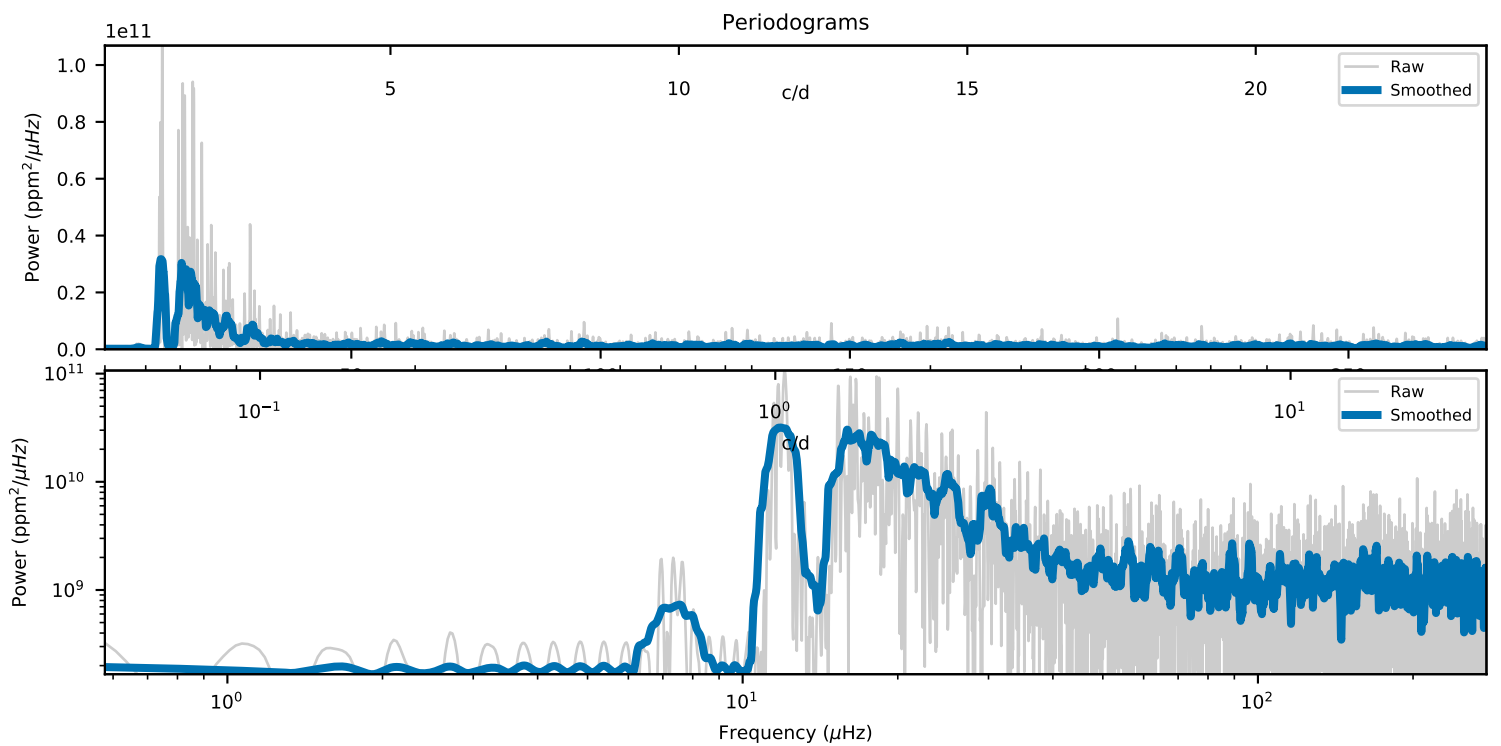 Periodograms
1e11
Power (ppm²/μHz)
1.0
0.8
0.6
0.4
0.2
0.0
5
10
15
20
c/d
Raw
Smoothed
Power (ppm²/μHz)
10¹¹
10¹⁰
10⁹
10⁻¹
10⁰
10¹
c/d
Raw
Smoothed
10⁰
10¹
10²
Frequency (μHz)